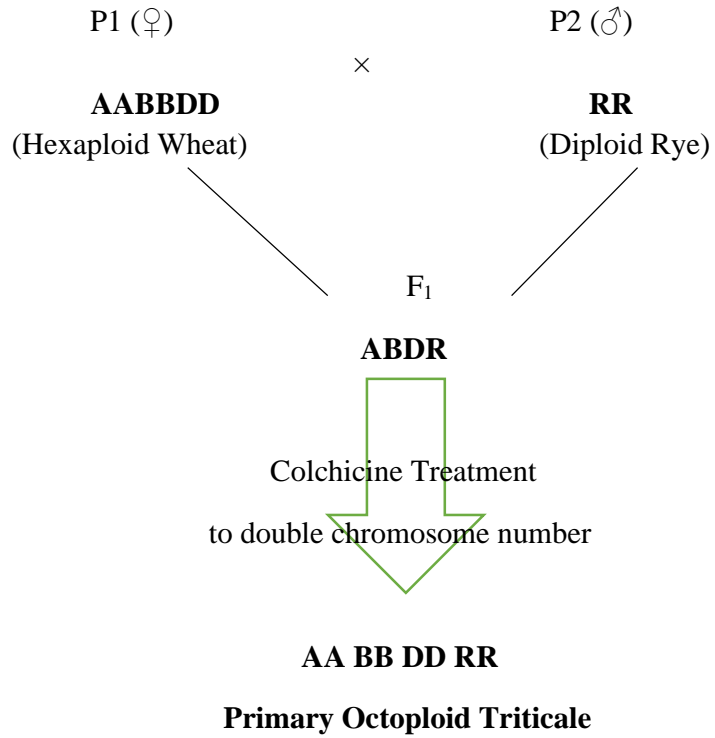 P1 (♀) P2 (♂)
×
AABBDD RR
(Hexaploid Wheat) (Diploid Rye)
F₁
ABDR
Colchicine Treatment
to double chromosome number
AA BB DD RR
Primary Octoploid Triticale